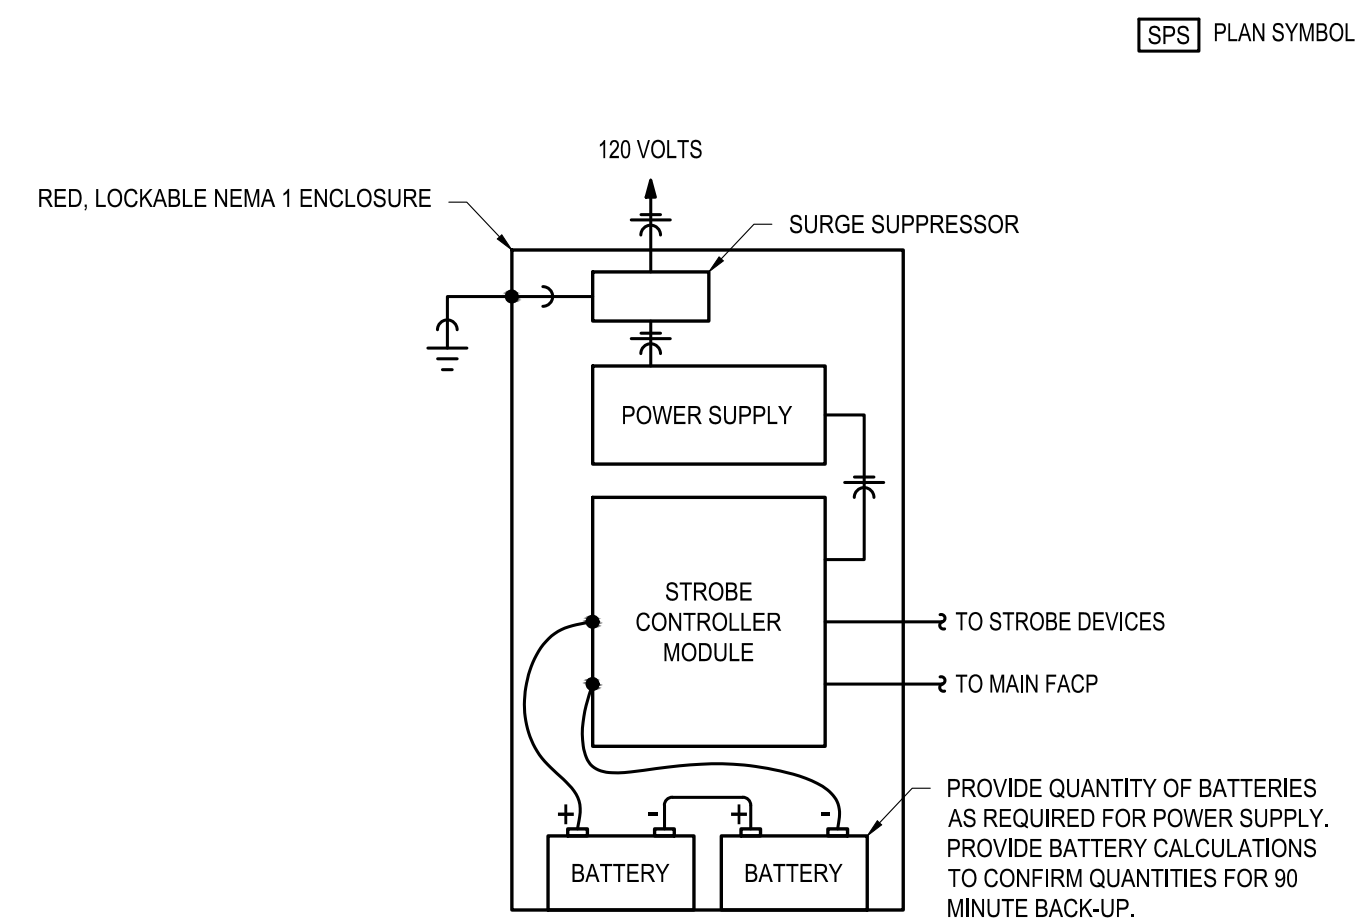 SPS PLAN SYMBOL
120 VOLTS
RED, LOCKABLE NEMA 1 ENCLOSURE
SURGE SUPPRESSOR
POWER SUPPLY
STROBE
CONTROLLER
MODULE
TO STROBE DEVICES
TO MAIN FACP
PROVIDE QUANTITY OF BATTERIES
AS REQUIRED FOR POWER SUPPLY.
PROVIDE BATTERY CALCULATIONS
TO CONFIRM QUANTITIES FOR 90
MINUTE BACK-UP.
+ - + -
BATTERY BATTERY